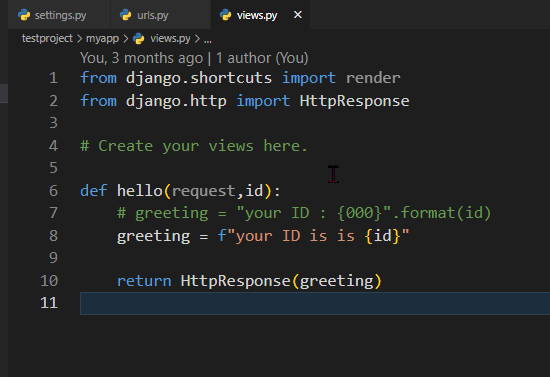 settings.py urls.py views.py ×
testproject > myapp > views.py > ...
You, 3 months ago | 1 author (You)
1 from django.shortcuts import render
2 from django.http import HttpResponse
3
4 # Create your views here.
5
6 def hello(request,id):
7 # greeting = "your ID : {000}".format(id)
8 greeting = f"your ID is is {id}"
9
10 return HttpResponse(greeting)
11